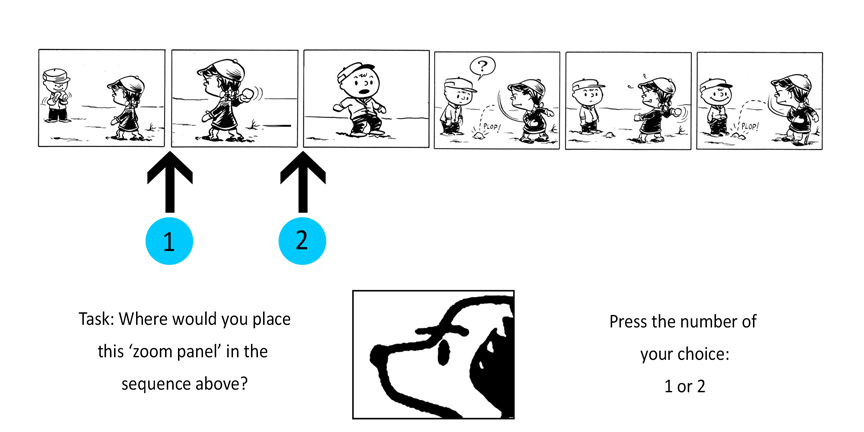 ?
PLOP!
PLOP!
1
2
Task: Where would you place
this ‘zoom panel’ in the
sequence above?
Press the number of
your choice:
1 or 2